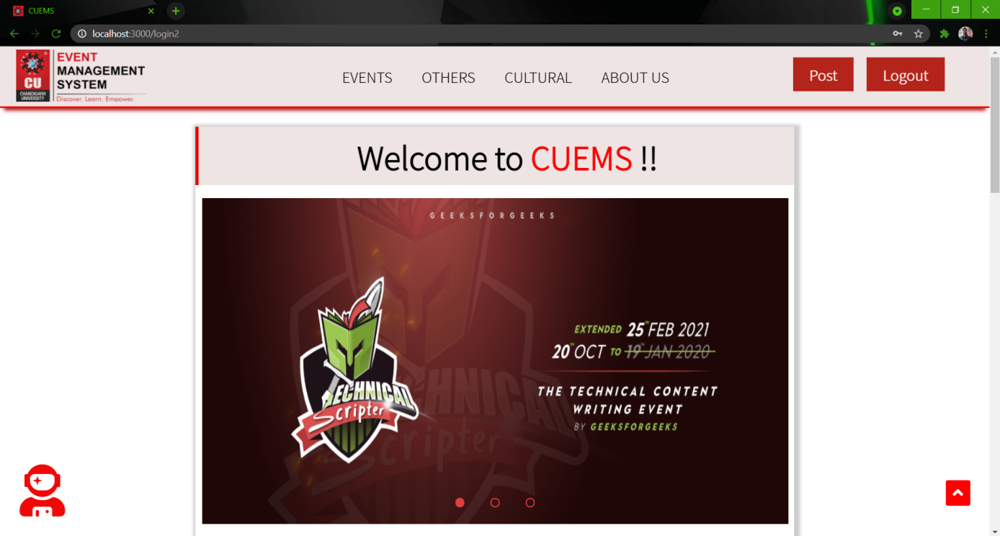 CUEMS
localhost:3000/login2
CU
CHANDIGARH
UNIVERSITY
EVENT
MANAGEMENT
SYSTEM
Discover. Learn. Empower.
EVENTS OTHERS CULTURAL ABOUT US
Post Logout
Welcome to CUEMS !!
GEEKSFORGEEKS
TECHNICAL
Scripter
EXTENDED 25TH FEB 2021
20TH OCT TO 19TH JAN 2020
THE TECHNICAL CONTENT
WRITING EVENT
BY GEEKSFORGEEKS